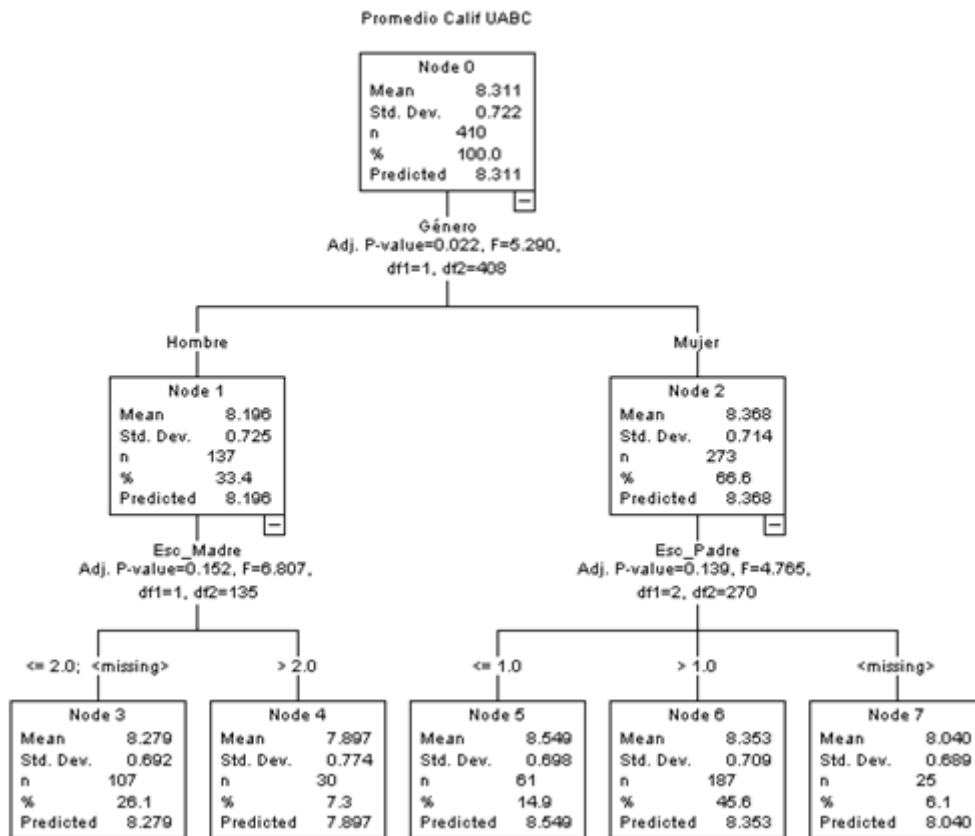 Promedio Calif UABC
Node 0
Mean 8.311
Std. Dev. 0.722
n 410
% 100.0
Predicted 8.311
Género
Adj. P-value=0.022, F=5.290,
df1=1, df2=408
Hombre
Mujer
Node 1
Mean 8.196
Std. Dev. 0.725
n 137
% 33.4
Predicted 8.196
Node 2
Mean 8.368
Std. Dev. 0.714
n 273
% 66.6
Predicted 8.368
Esc_Madre
Adj. P-value=0.152, F=6.807,
df1=1, df2=135
Esc_Padre
Adj. P-value=0.139, F=4.765,
df1=2, df2=270
<= 2.0; <missing>
> 2.0
<= 1.0
> 1.0
<missing>
Node 3
Mean 8.279
Std. Dev. 0.692
n 107
% 26.1
Predicted 8.279
Node 4
Mean 7.897
Std. Dev. 0.774
n 30
% 7.3
Predicted 7.897
Node 5
Mean 8.549
Std. Dev. 0.698
n 61
% 14.9
Predicted 8.549
Node 6
Mean 8.353
Std. Dev. 0.709
n 187
% 45.6
Predicted 8.353
Node 7
Mean 8.040
Std. Dev. 0.689
n 25
% 6.1
Predicted 8.040